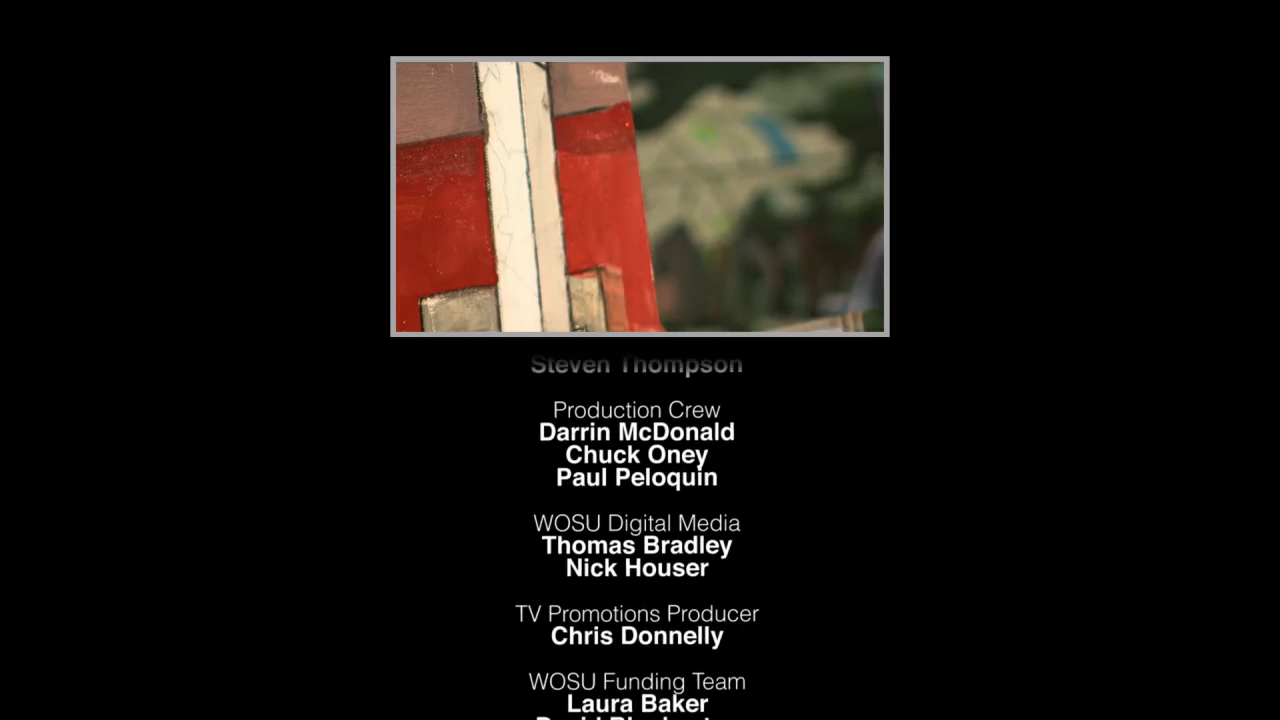 Steven Thompson
Production Crew
Darrin McDonald
Chuck Oney
Paul Peloquin
WOSU Digital Media
Thomas Bradley
Nick Houser
TV Promotions Producer
Chris Donnelly
WOSU Funding Team
Laura Baker
David